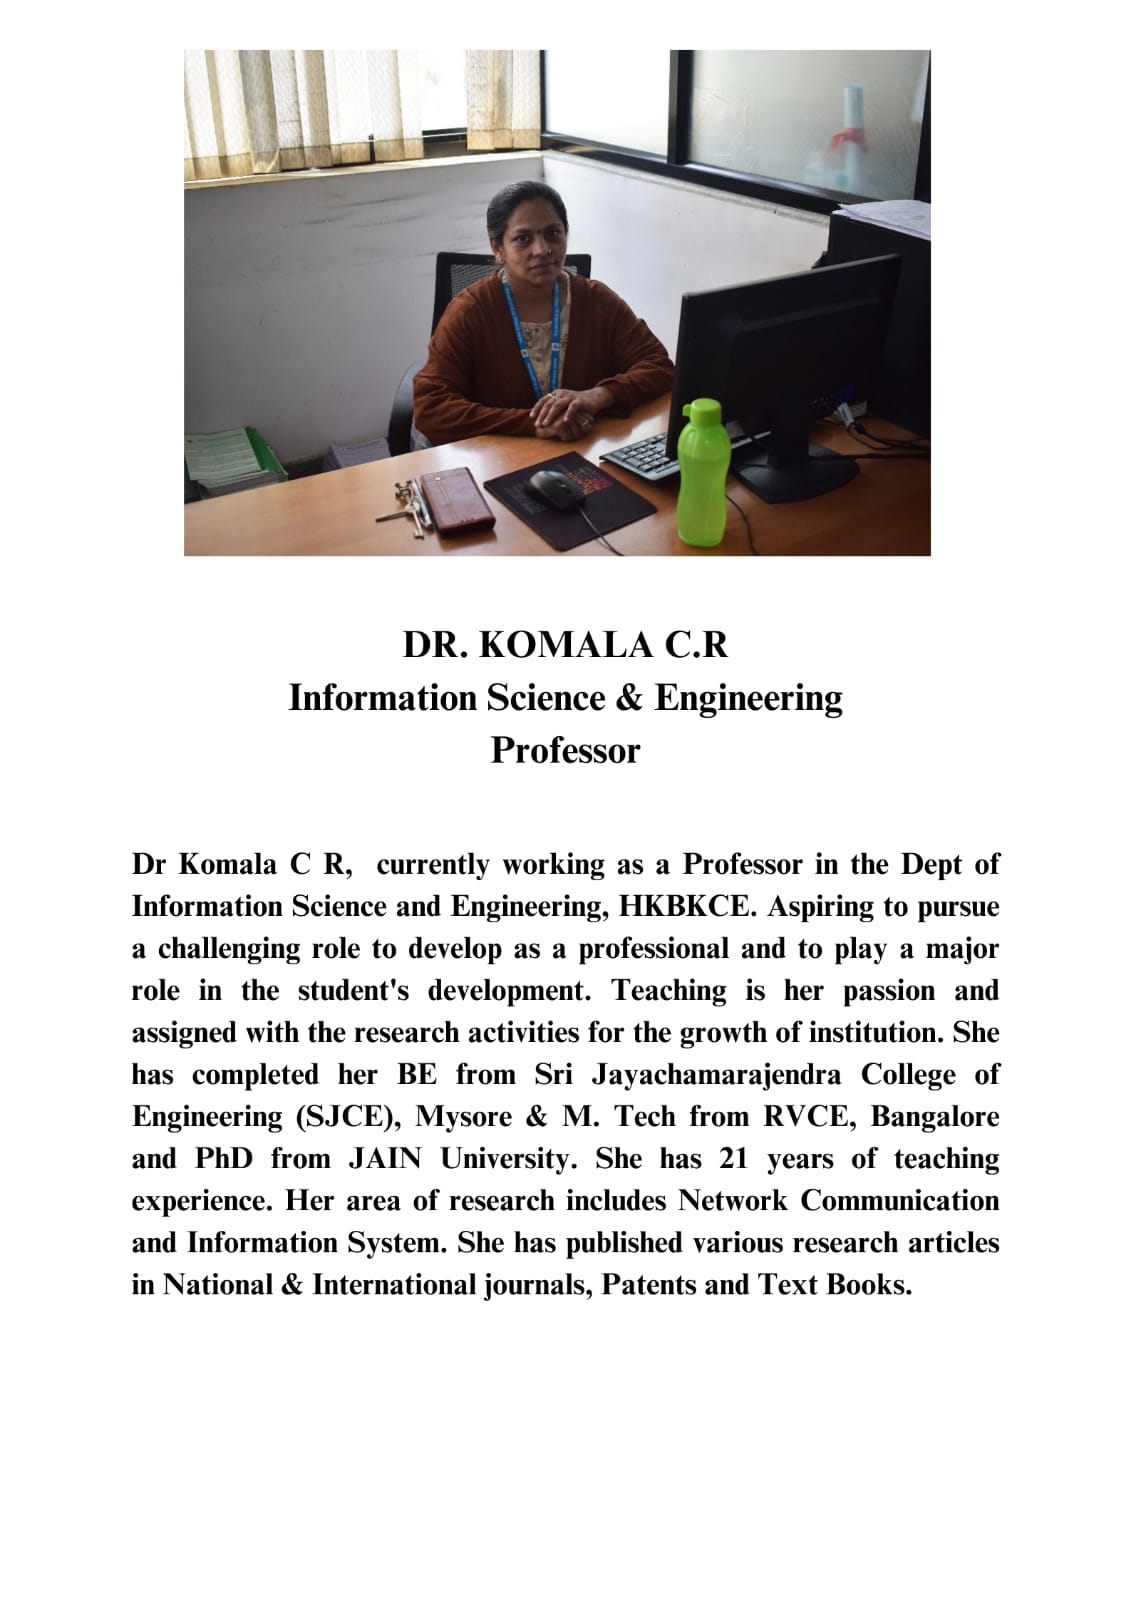 DR. KOMALA C.R
Information Science & Engineering
Professor
Dr Komala C R, currently working as a Professor in the Dept of
Information Science and Engineering, HKBKCE. Aspiring to pursue
a challenging role to develop as a professional and to play a major
role in the student's development. Teaching is her passion and
assigned with the research activities for the growth of institution. She
has completed her BE from Sri Jayachamarajendra College of
Engineering (SJCE), Mysore & M. Tech from RVCE, Bangalore
and PhD from JAIN University. She has 21 years of teaching
experience. Her area of research includes Network Communication
and Information System. She has published various research articles
in National & International journals, Patents and Text Books.